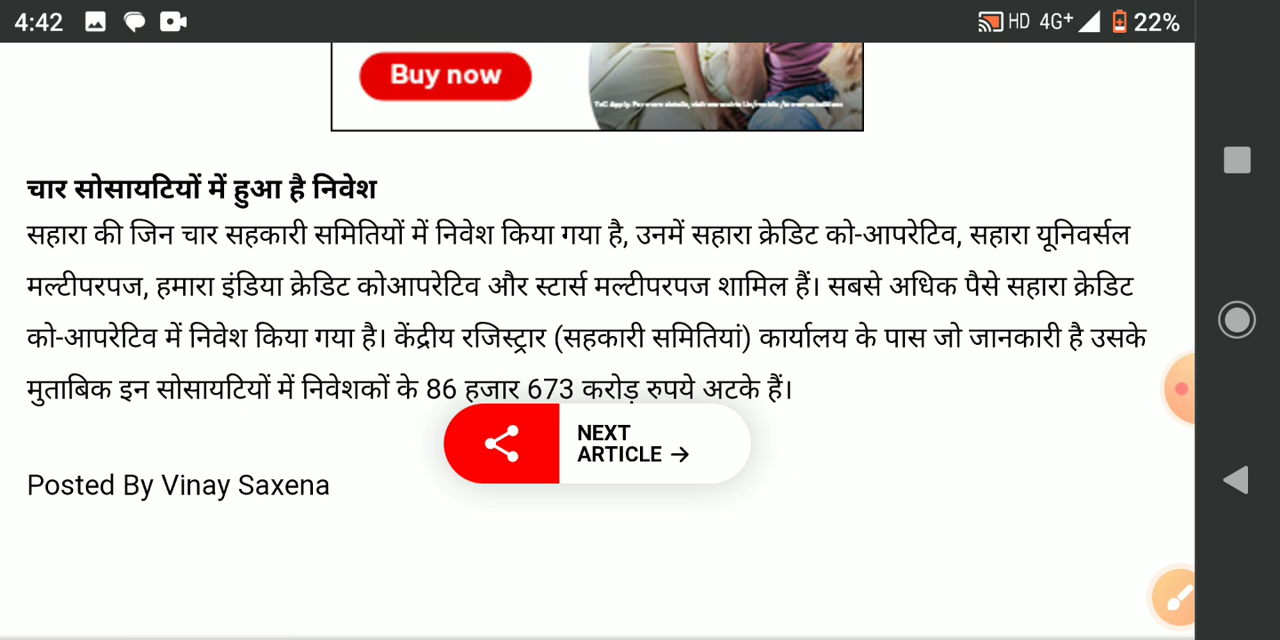 4:42
HD 4G+ 22%
Buy now
चार सोसायटियों में हुआ है निवेश
सहारा की जिन चार सहकारी समितियों में निवेश किया गया है, उनमें सहारा क्रेडिट को-आपरेटिव, सहारा यूनिवर्सल
मल्टीपरपज, हमारा इंडिया क्रेडिट कोआपरेटिव और स्टार्स मल्टीपरपज शामिल हैं। सबसे अधिक पैसे सहारा क्रेडिट
को-आपरेटिव में निवेश किया गया है। केंद्रीय रजिस्ट्रार (सहकारी समितियां) कार्यालय के पास जो जानकारी है उसके
मुताबिक इन सोसायटियों में निवेशकों के 86 हजार 673 करोड़ रुपये अटके हैं।
NEXT
ARTICLE →
Posted By Vinay Saxena